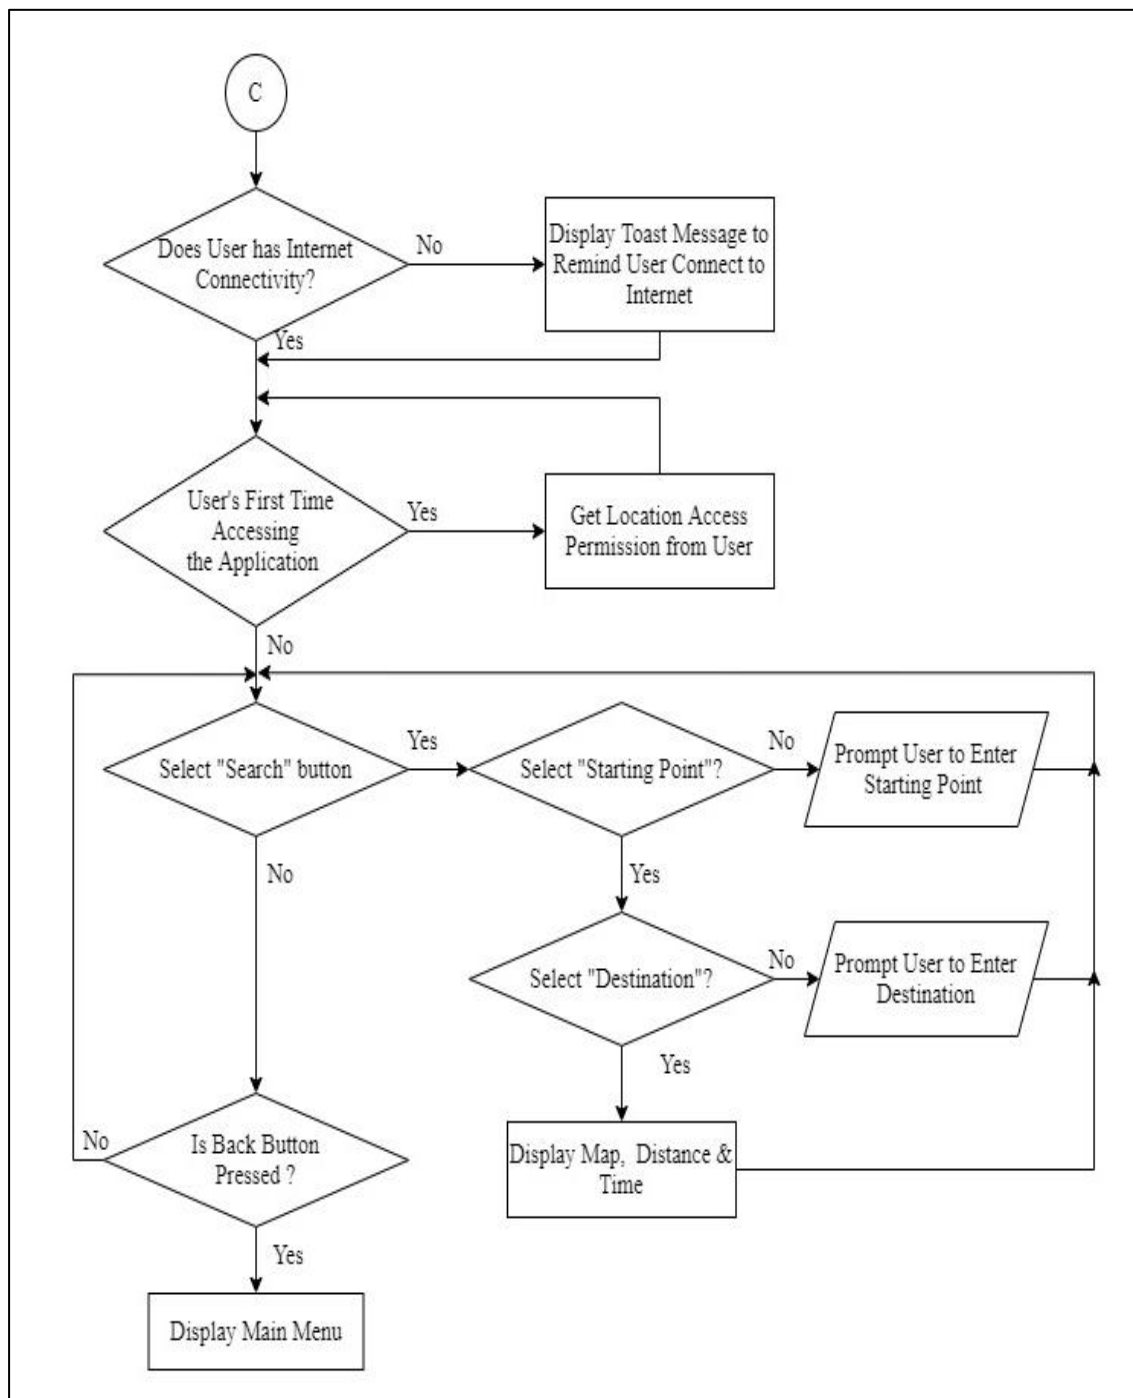 C
Does User has Internet
Connectivity?
No
Display Toast Message to
Remind User Connect to
Internet
Yes
User's First Time
Accessing
the Application
Yes
Get Location Access
Permission from User
No
Select "Search" button
Yes
Select "Starting Point"?
No
Prompt User to Enter
Starting Point
No
Yes
Select "Destination"?
No
Prompt User to Enter
Destination
Yes
Is Back Button
Pressed ?
No
Display Map, Distance &
Time
Yes
Display Main Menu